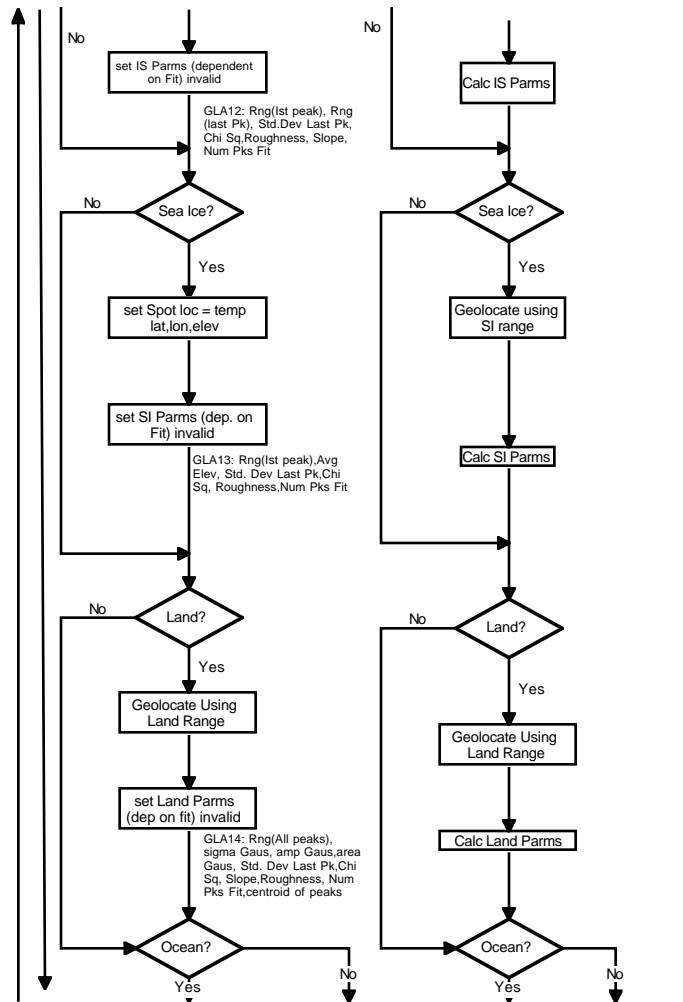 No
set IS Parms (dependent
on Fit) invalid
GLA12: Rng(Ist peak), Rng
(last Pk), Std.Dev Last Pk,
Chi Sq,Roughness, Slope,
Num Pks Fit
No
Sea Ice?
Yes
set Spot loc = temp
lat,lon,elev
set SI Parms (dep. on
Fit) invalid
GLA13: Rng(Ist peak),Avg
Elev, Std. Dev Last Pk,Chi
Sq, Roughness,Num Pks Fit
No
Land?
Yes
Geolocate Using
Land Range
set Land Parms
(dep on fit) invalid
GLA14: Rng(All peaks),
sigma Gaus, amp Gaus,area
Gaus, Std. Dev Last Pk,Chi
Sq, Slope,Roughness, Num
Pks Fit,centroid of peaks
Ocean?
No
Yes
No
Calc IS Parms
No
Sea Ice?
Yes
Geolocate using
SI range
Calc SI Parms
No
Land?
Yes
Geolocate Using
Land Range
Calc Land Parms
Ocean?
No
Yes